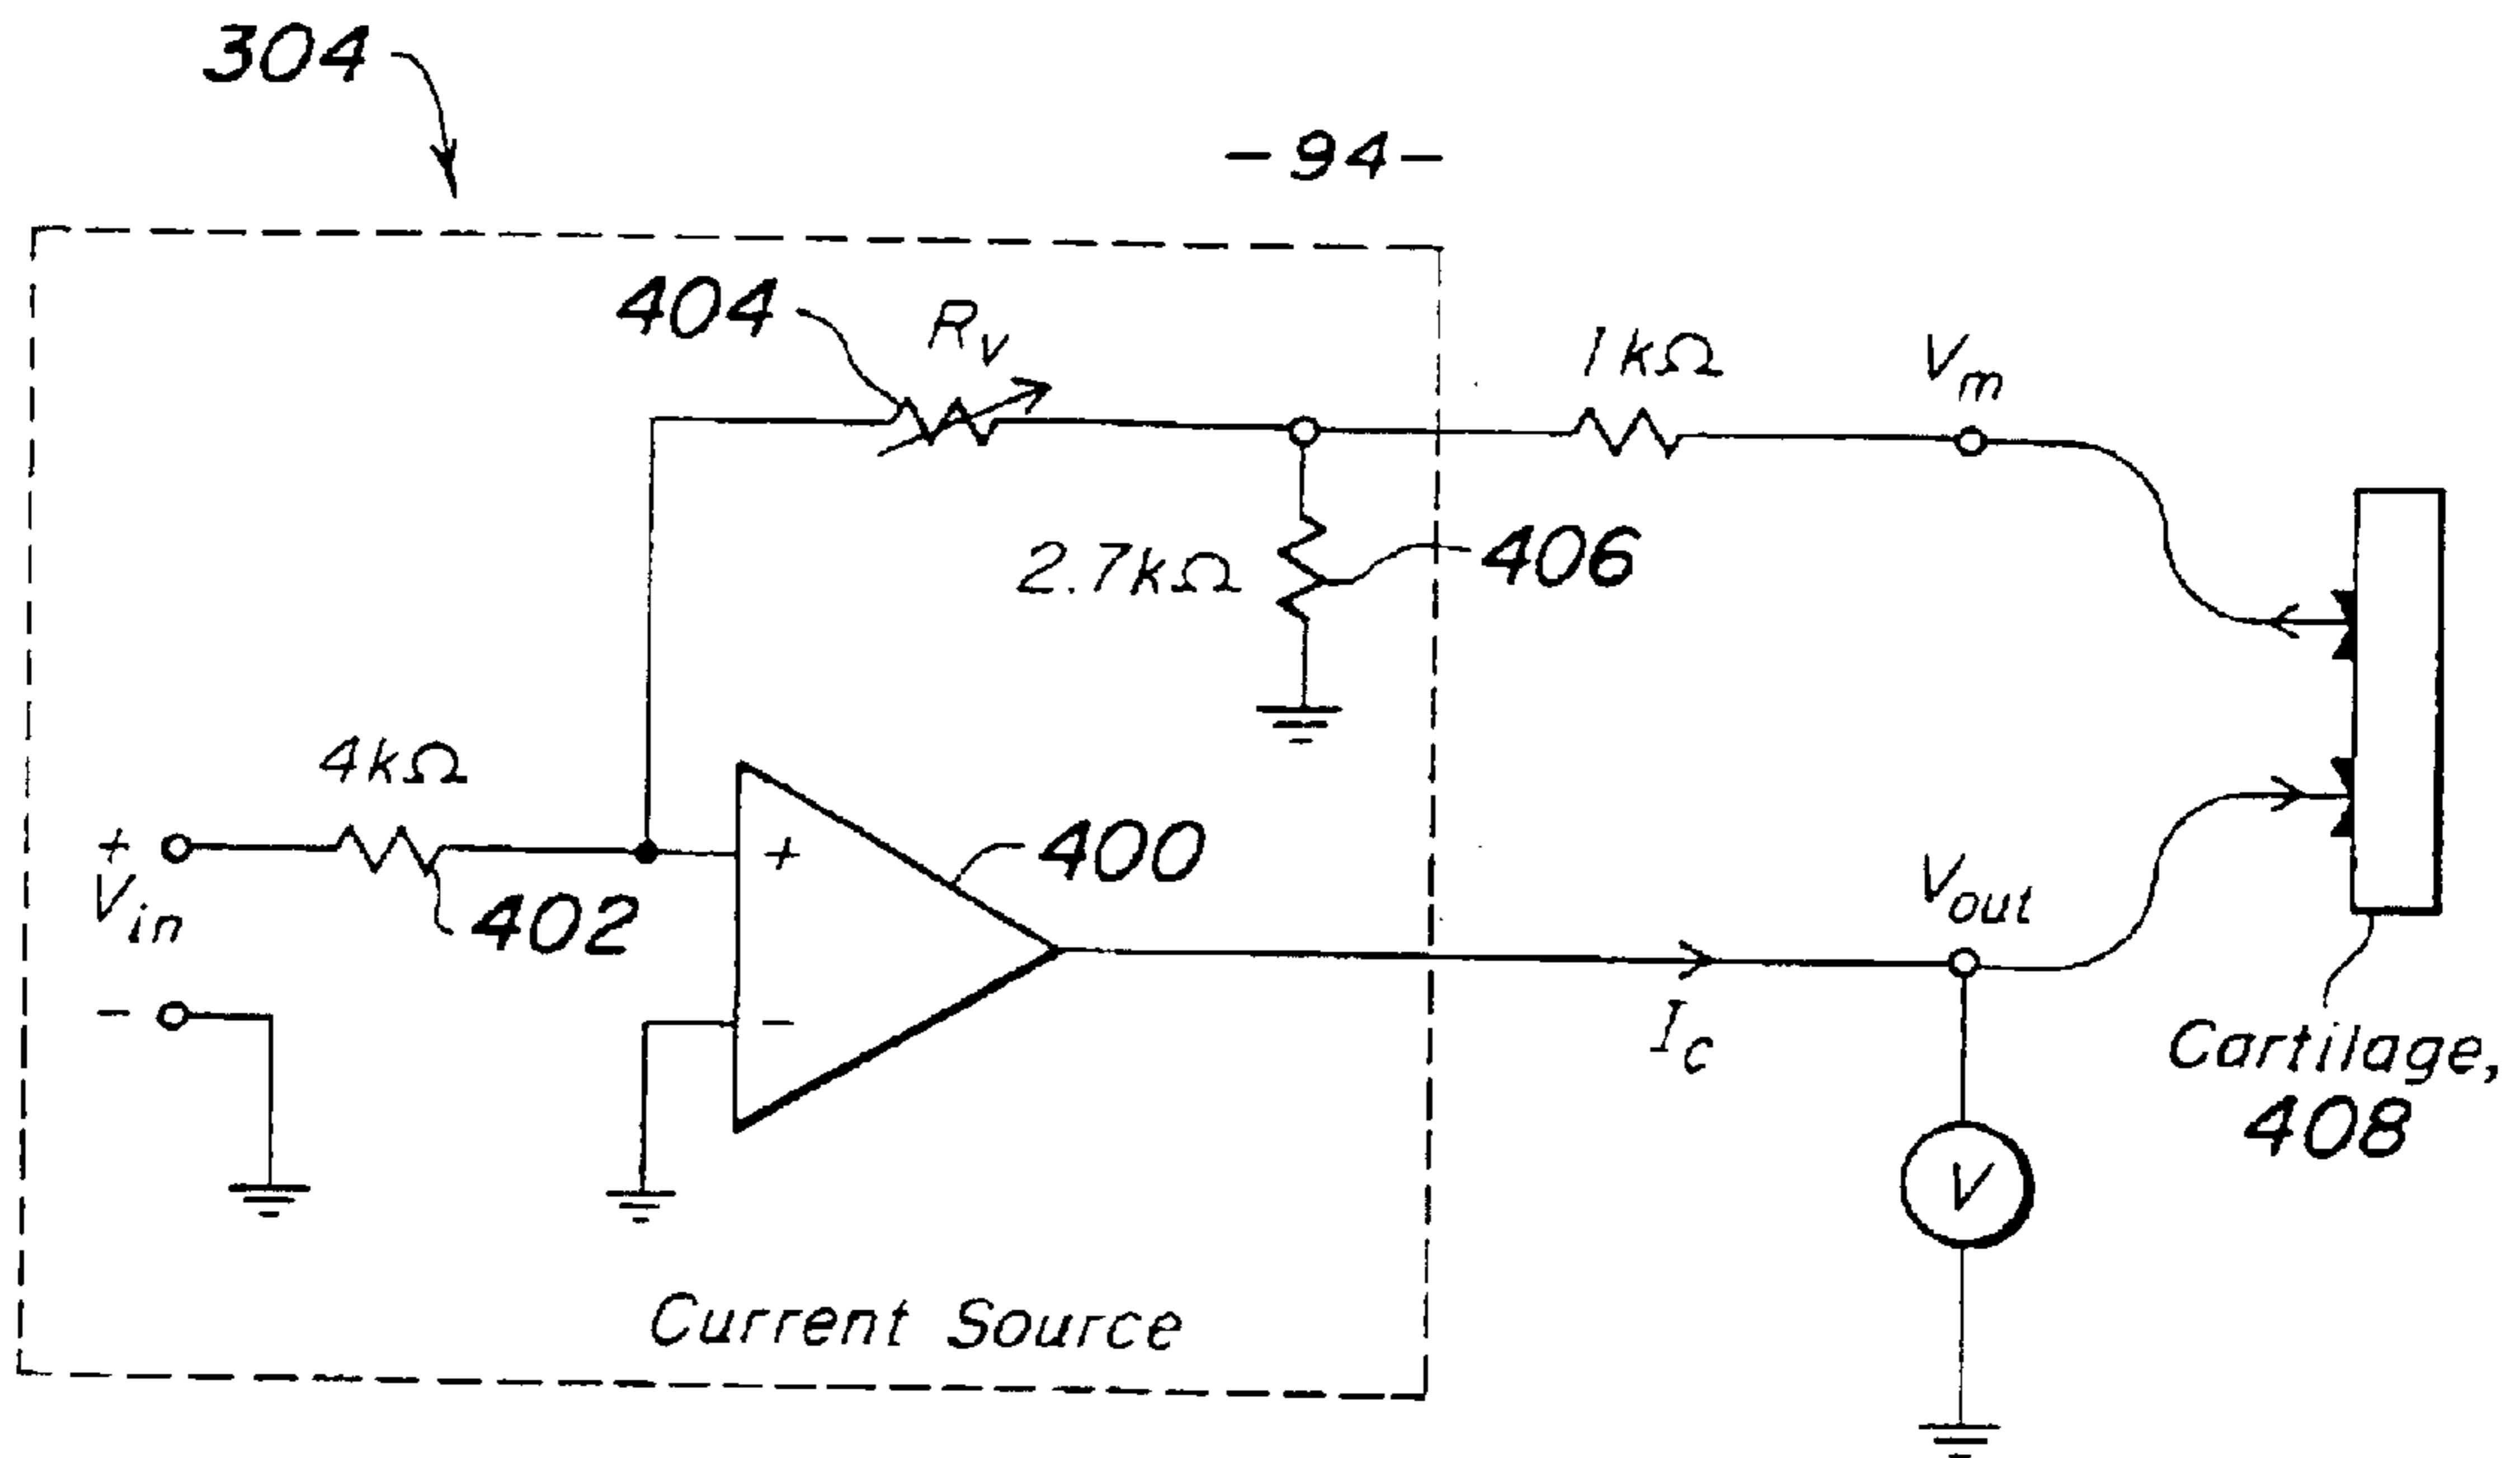 304
-94-
404
Rv
1kΩ
Vm
2.7kΩ
406
4kΩ
+
Vin
-
402
+
-
400
Vout
Ic
Cartilage,
408
V
Current Source